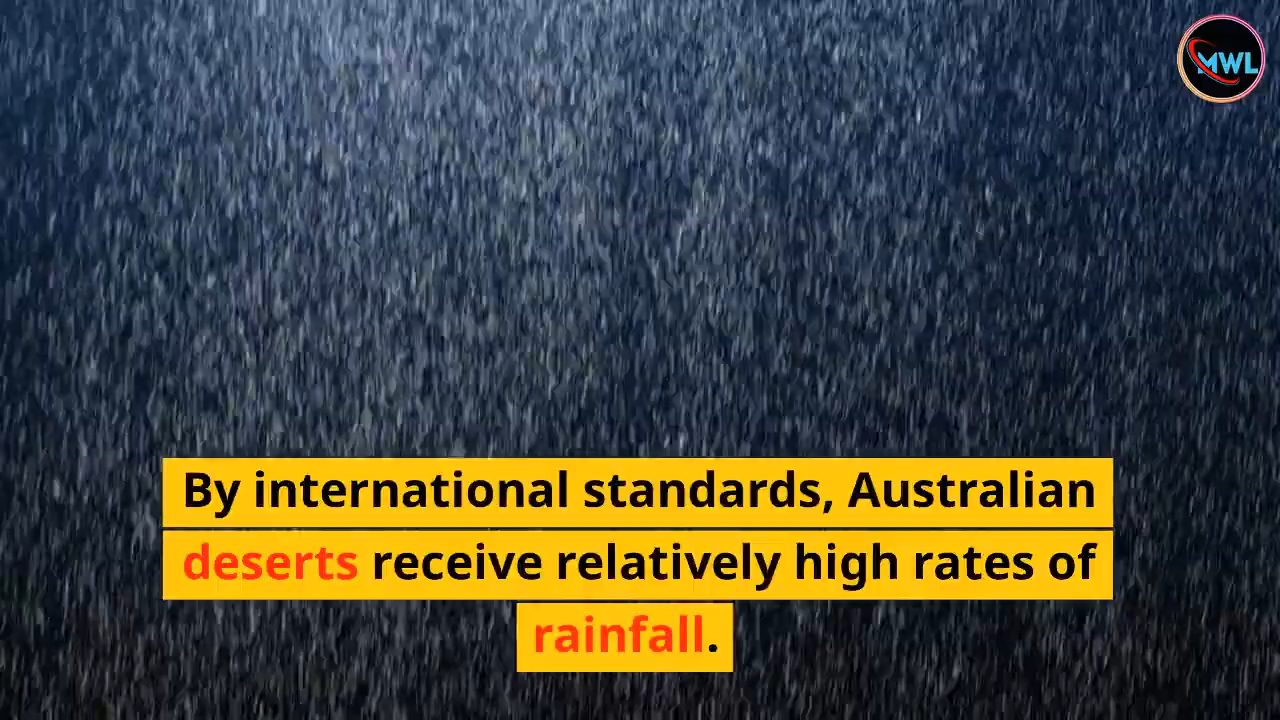 MWL
By international standards, Australian
deserts receive relatively high rates of
rainfall.